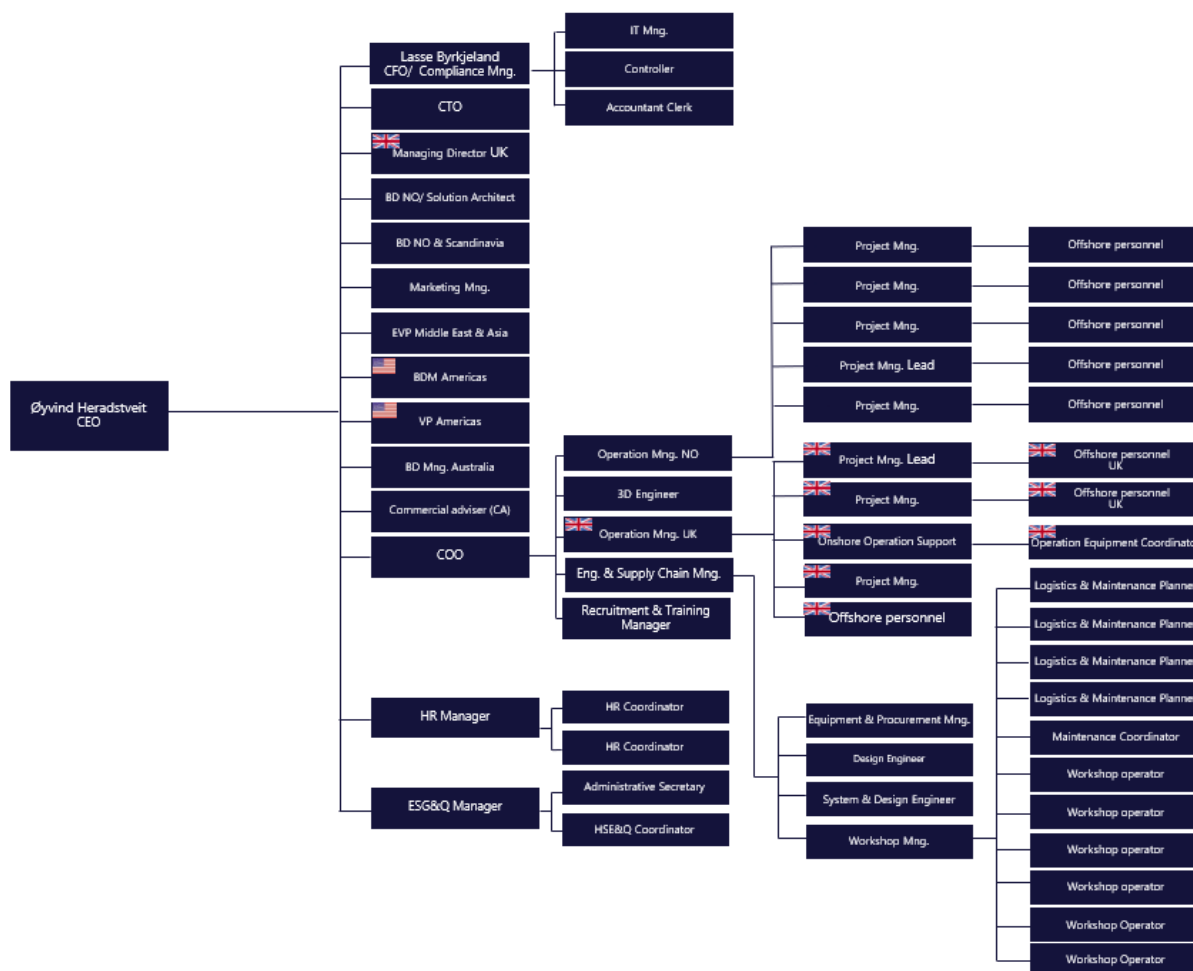 Lasse Byrkjeland
CFO/ Compliance Mng.
IT Mng.
Controller
Accountant Clerk
CTO
Managing Director UK
BD NO/ Solution Architect
BD NO & Scandinavia
Marketing Mng.
EVP Middle East & Asia
BDM Americas
VP Americas
BD Mng. Australia
Commercial adviser (CA)
COO
Øyvind Heradstveit
CEO
Operation Mng. NO
3D Engineer
Operation Mng. UK
Eng. & Supply Chain Mng.
Recruitment & Training
Manager
Project Mng.
Offshore personnel
Project Mng.
Offshore personnel
Project Mng.
Offshore personnel
Project Mng. Lead
Offshore personnel
Project Mng.
Offshore personnel
Project Mng. Lead
Offshore personnel
UK
Project Mng.
Offshore personnel
UK
Onshore Operation Support
Operation Equipment Coordinato
Project Mng.
Offshore personnel
HR Manager
HR Coordinator
HR Coordinator
ESG&Q Manager
Administrative Secretary
HSE&Q Coordinator
Equipment & Procurement Mng.
Design Engineer
System & Design Engineer
Workshop Mng.
Logistics & Maintenance Planne
Logistics & Maintenance Planne
Logistics & Maintenance Planne
Logistics & Maintenance Planne
Maintenance Coordinator
Workshop operator
Workshop operator
Workshop operator
Workshop operator
Workshop Operator
Workshop Operator